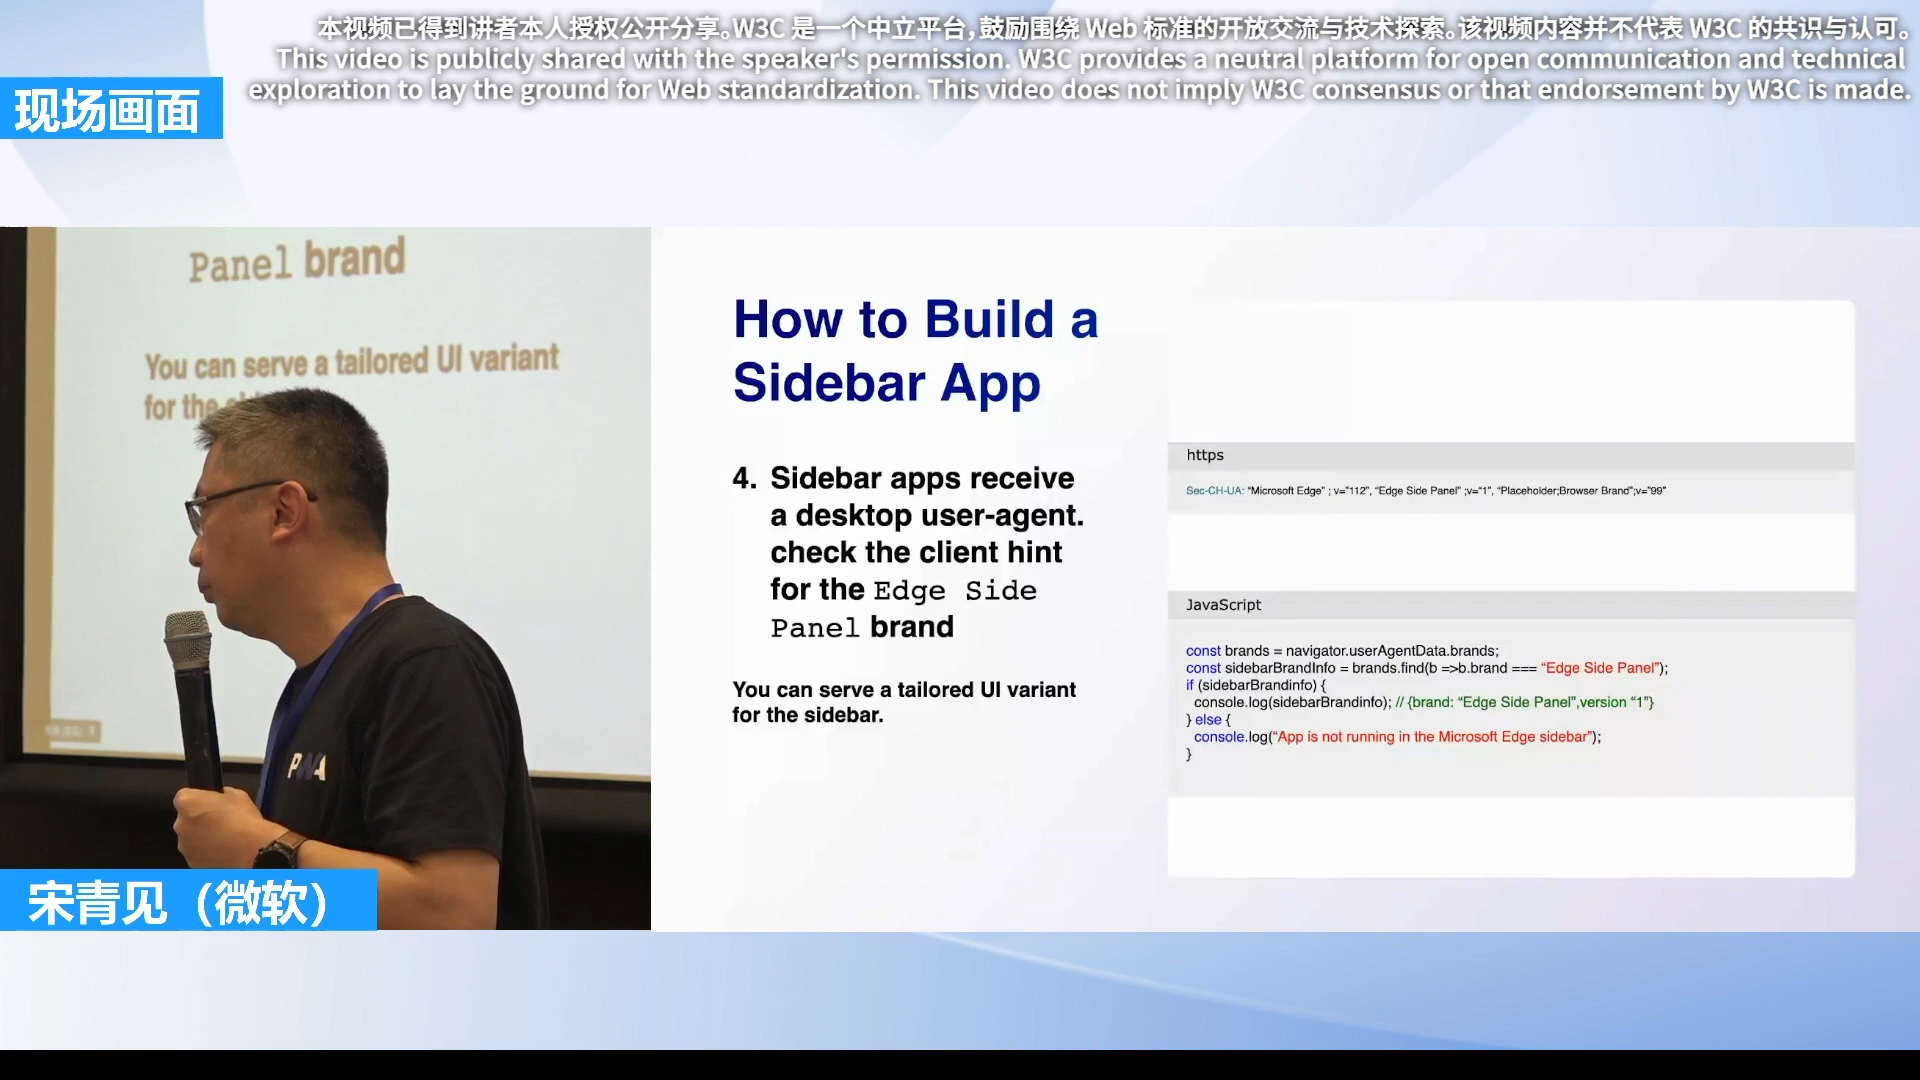 本视频已得到讲者本人授权公开分享。W3C 是一个中立平台，鼓励围绕 Web 标准的开放交流与技术探索。该视频内容并不代表 W3C 的共识与认可。
This video is publicly shared with the speaker's permission. W3C provides a neutral platform for open communication and technical
exploration to lay the ground for Web standardization. This video does not imply W3C consensus or that endorsement by W3C is made.
现场画面
Panel brand
You can serve a tailored UI variant
for the
PWA
宋青见（微软）
How to Build a
Sidebar App
4. Sidebar apps receive
a desktop user-agent.
check the client hint
for the Edge Side
Panel brand
You can serve a tailored UI variant
for the sidebar.
https
Sec-CH-UA: “Microsoft Edge” ; v=”112”, “Edge Side Panel” ;v=“1”, “Placeholder;Browser Brand”;v=”99”
JavaScript
const brands = navigator.userAgentData.brands;
const sidebarBrandInfo = brands.find(b =>b.brand === “Edge Side Panel”);
if (sidebarBrandinfo) {
console.log(sidebarBrandinfo); // {brand: “Edge Side Panel”,version “1”}
} else {
console.log(“App is not running in the Microsoft Edge sidebar”);
}